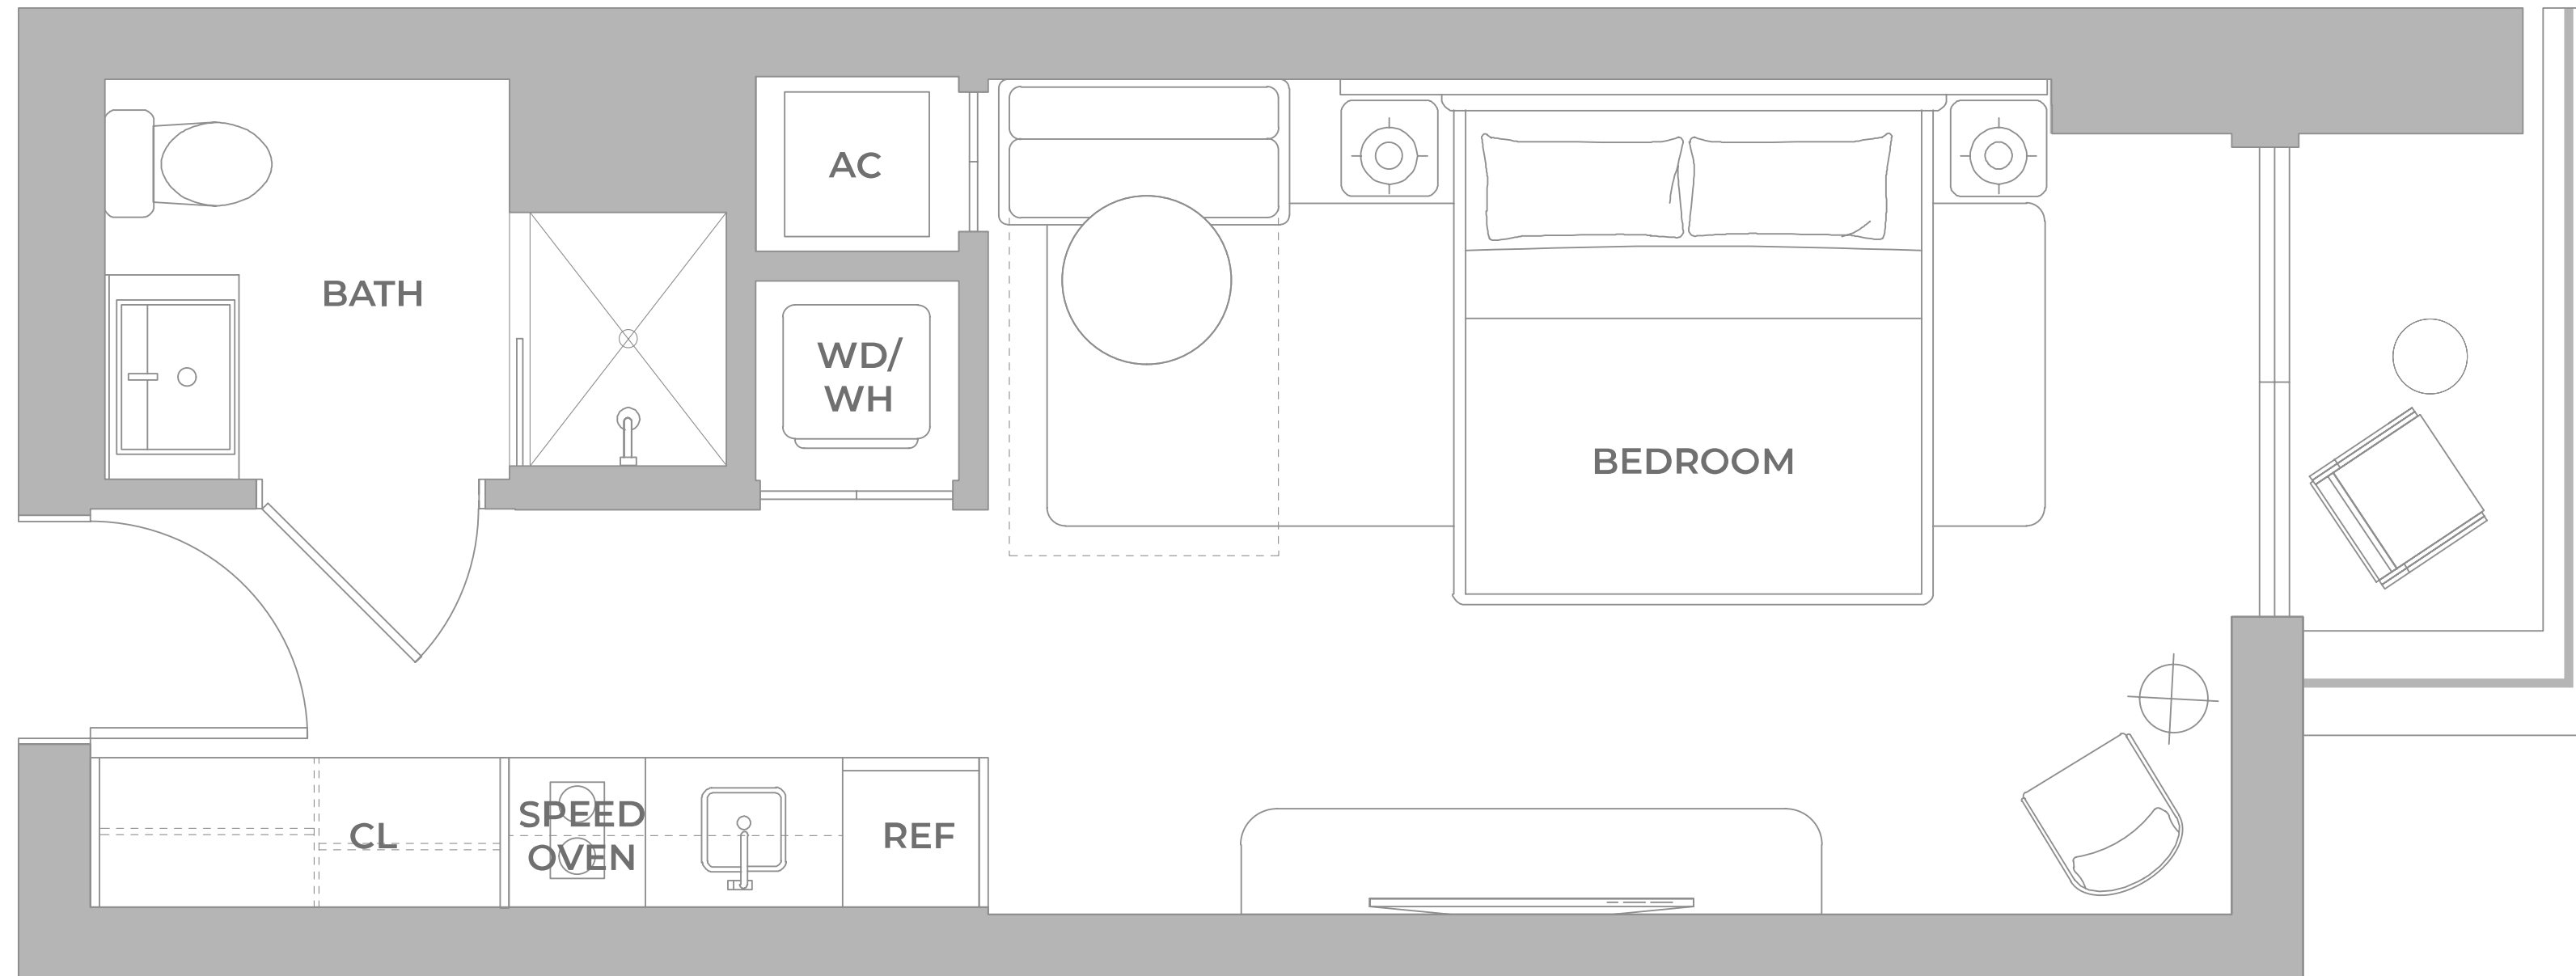 AC
BATH
WD/
WH
BEDROOM
CL
SPEED
OVEN
REF